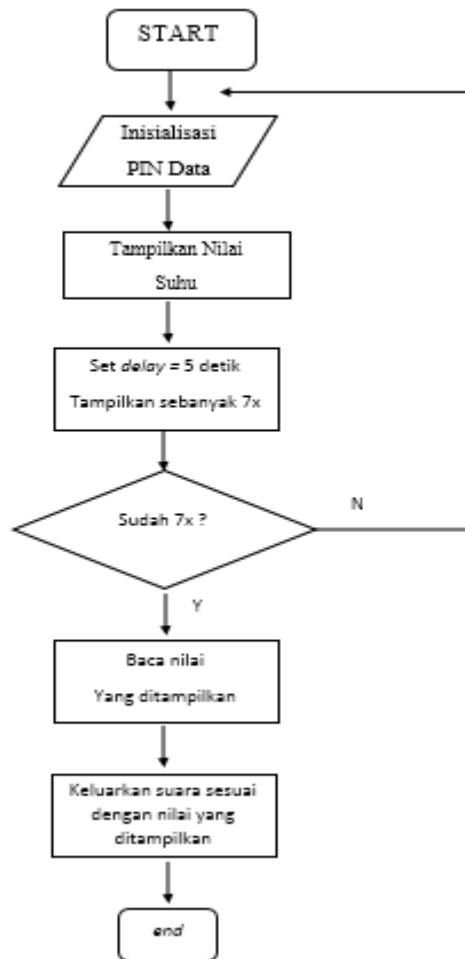 START
Inisialisasi
PIN Data
Tampilkan Nilai
Suhu
Set delay = 5 detik
Tampilkan sebanyak 7x
Sudah 7x ?
N
Y
Baca nilai
Yang ditampilkan
Keluarkan suara sesuai
dengan nilai yang
ditampilkan
end